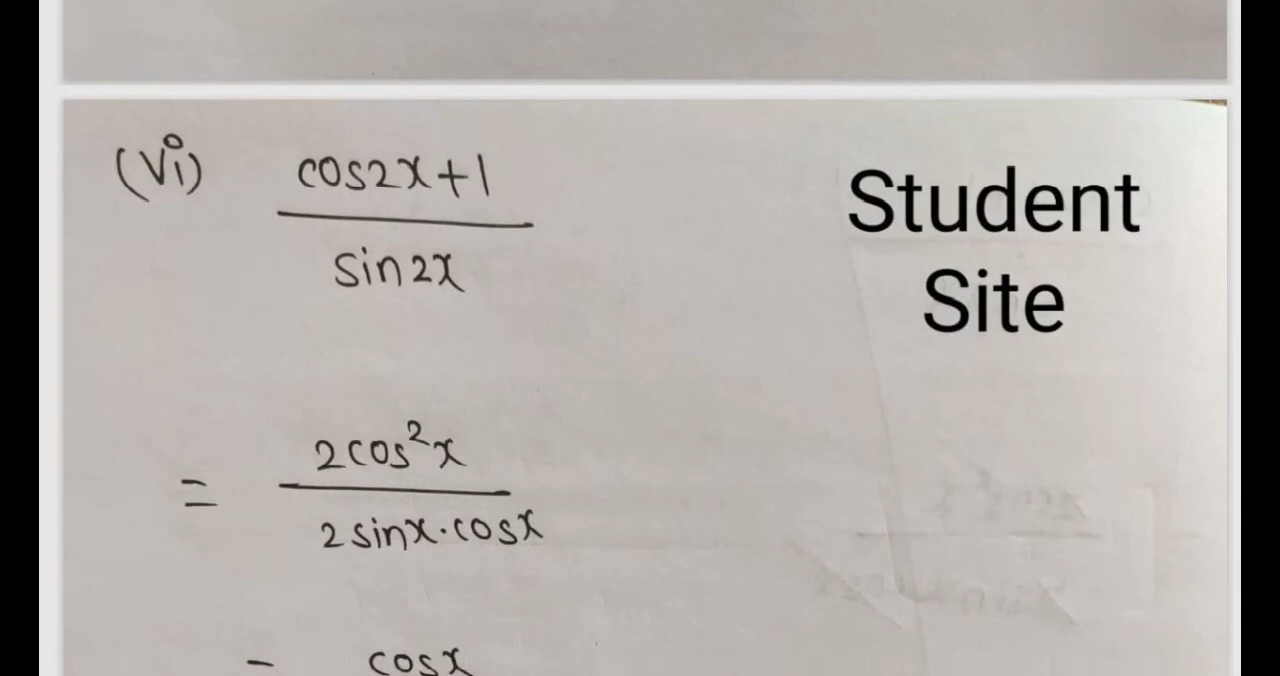 (vi) cos2x+1
sin2x
Student
Site
= 2cos²x
2sinx·cosx
cosx